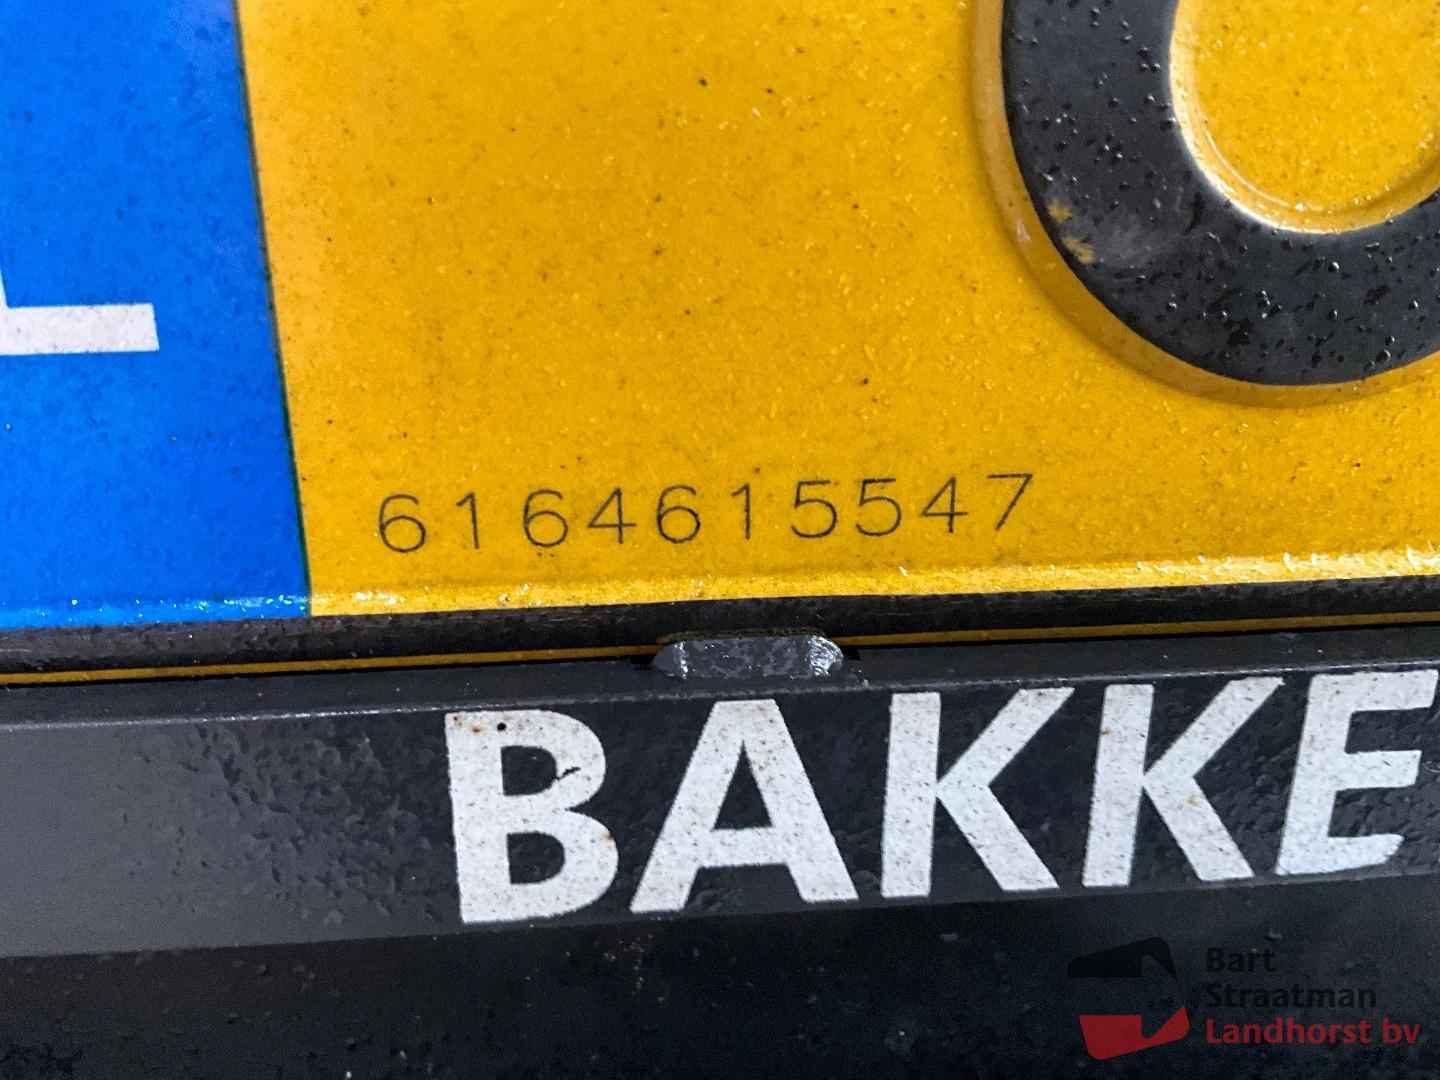 6164615547
BAKKE
Bart
Straatman
Landhorst bv